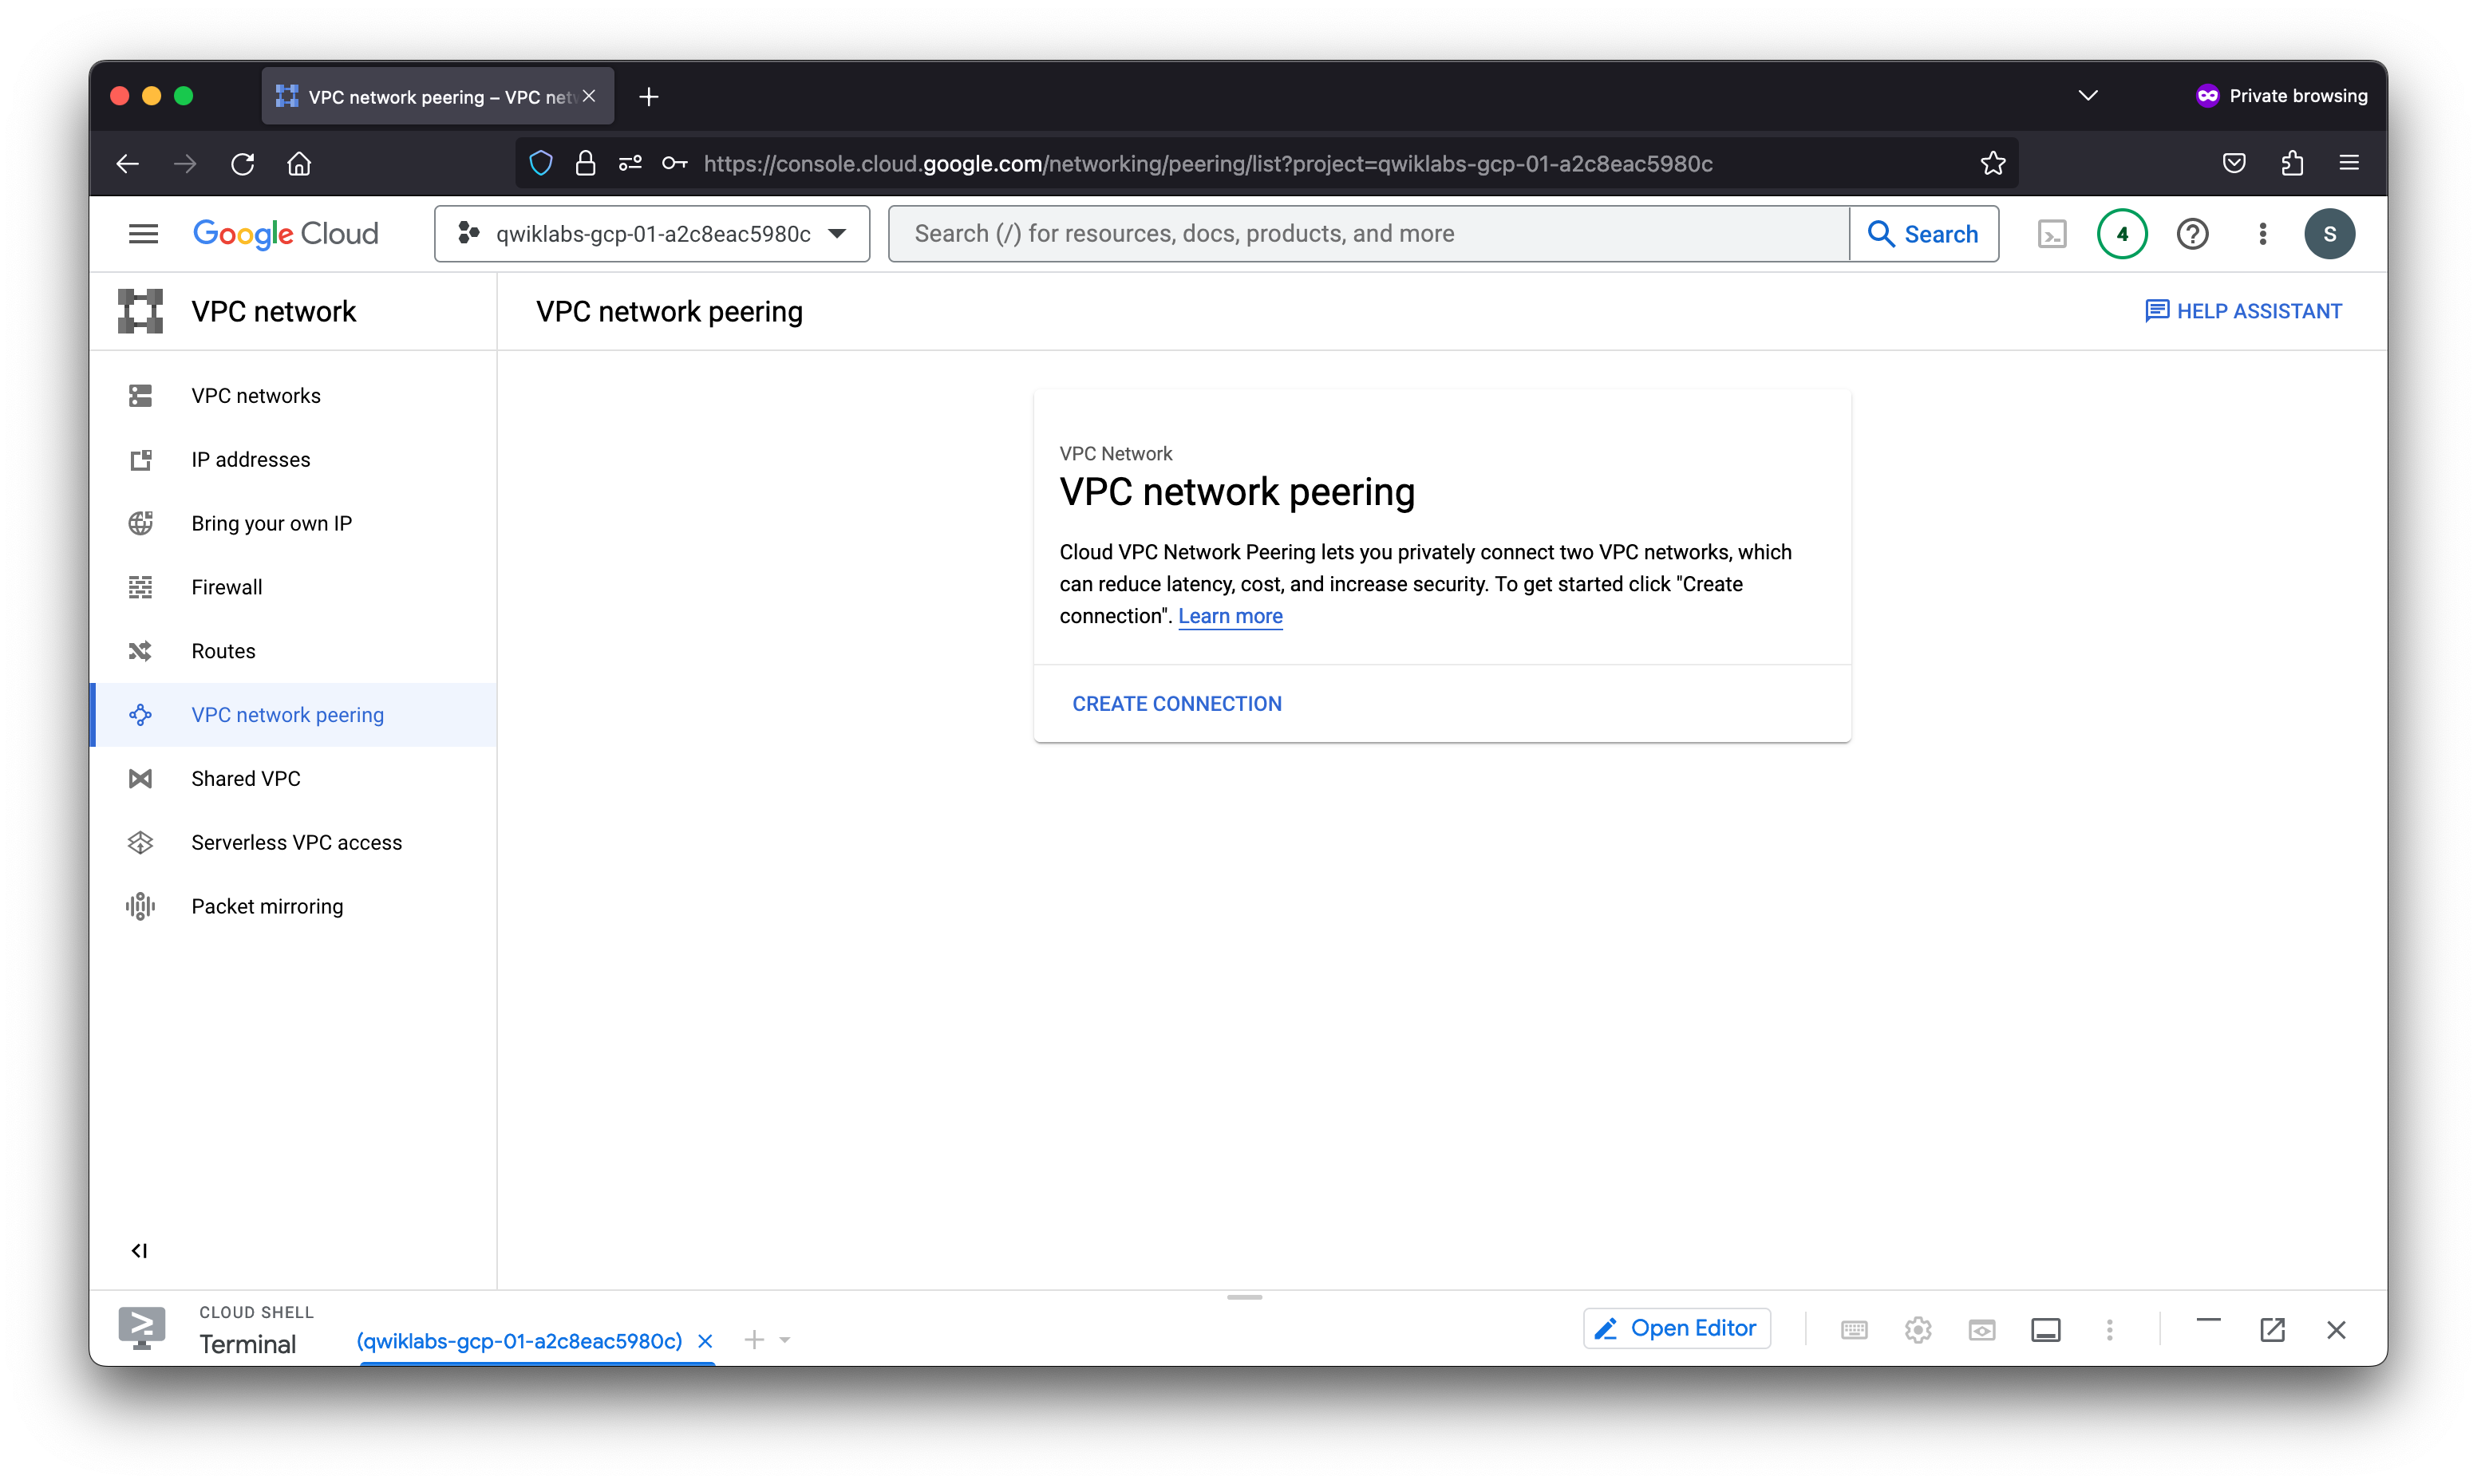 VPC network peering – VPC net
Private browsing
https://console.cloud.google.com/networking/peering/list?project=qwiklabs-gcp-01-a2c8eac5980c
Google Cloud
qwiklabs-gcp-01-a2c8eac5980c
Search (/) for resources, docs, products, and more
Search
4
S
VPC network
VPC network peering
HELP ASSISTANT
VPC networks
IP addresses
Bring your own IP
Firewall
Routes
VPC network peering
Shared VPC
Serverless VPC access
Packet mirroring
VPC Network
VPC network peering
Cloud VPC Network Peering lets you privately connect two VPC networks, which
can reduce latency, cost, and increase security. To get started click "Create
connection". Learn more
CREATE CONNECTION
CLOUD SHELL
Terminal
(qwiklabs-gcp-01-a2c8eac5980c)
Open Editor